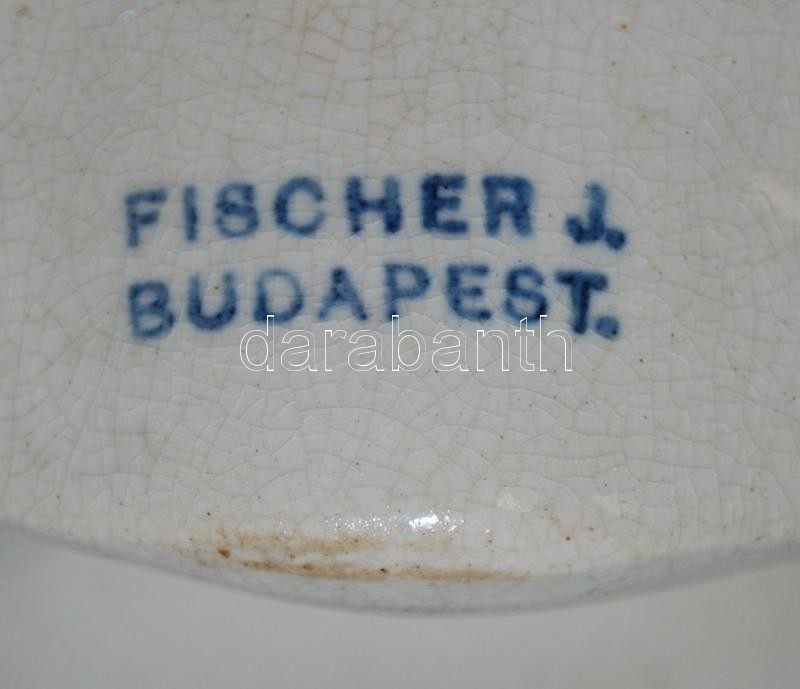 FISCHER J.
BUDAPEST.
darabanth